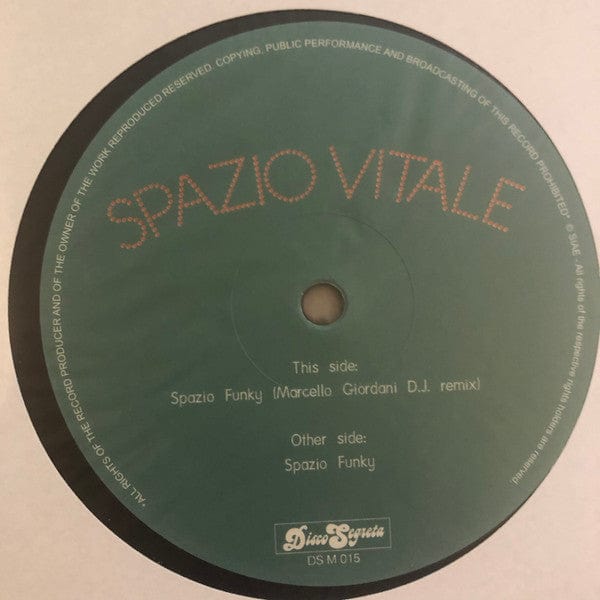 *ALL RIGHTS OF THE RECORD PRODUCER AND OF THE OWNER OF THE WORK REPRODUCED RESERVED. COPYING, PUBLIC PERFORMANCE AND BROADCASTING OF THIS RECORD PROHIBITED* © SIAE - All rights of the respective rights holders are reserved.
SPAZIO VITALE
This side:
Spazio Funky (Marcello Giordani D.J. remix)
Other side:
Spazio Funky
Disco Segreta
DS M 015